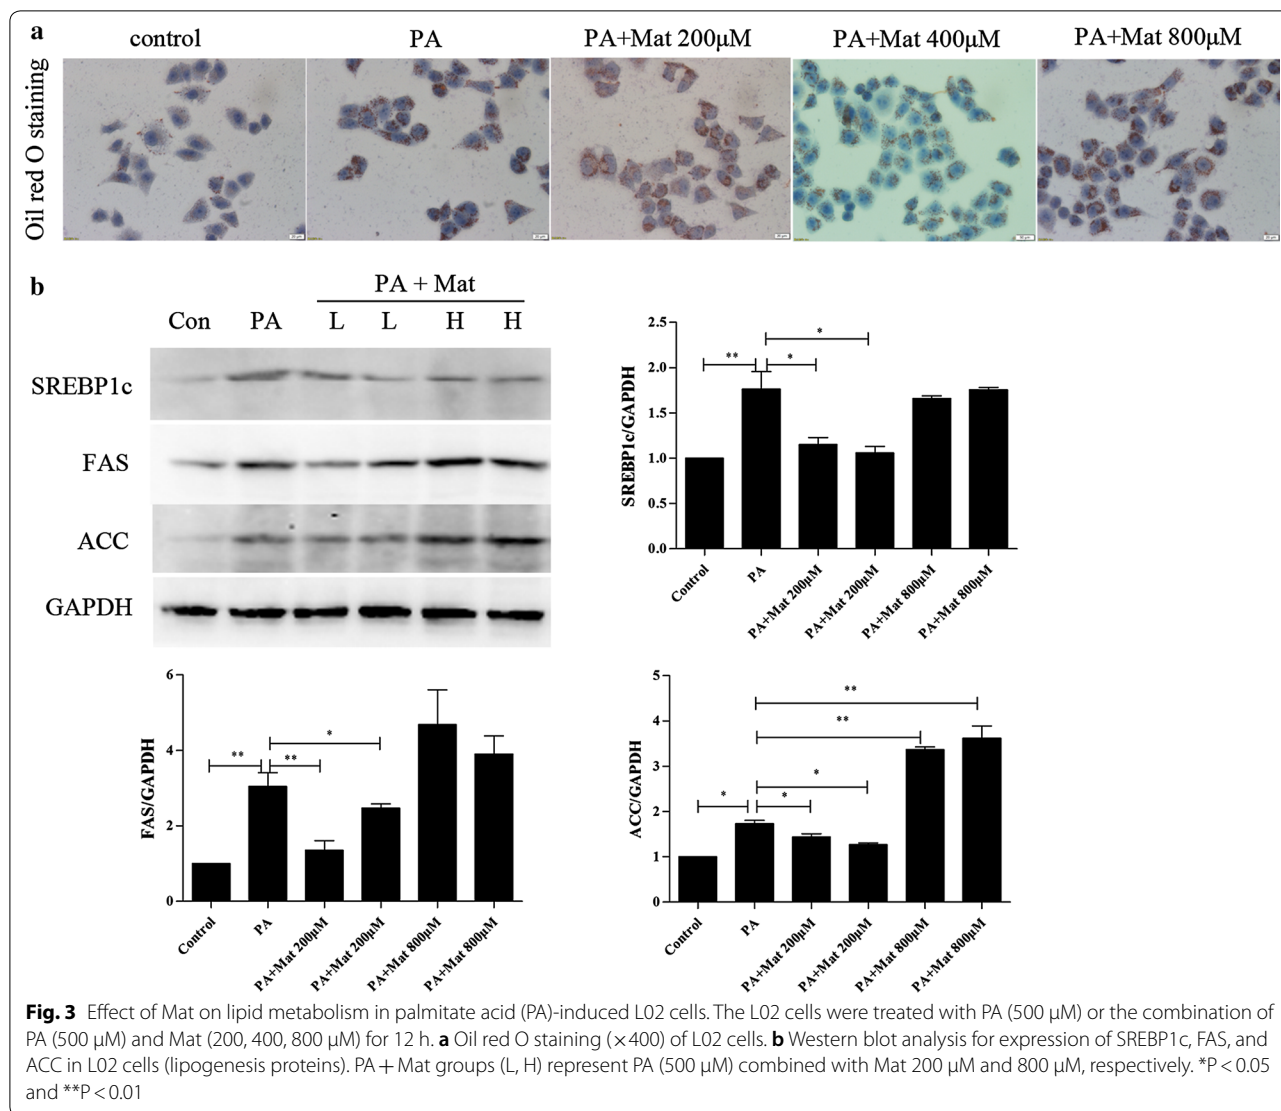 a
control PA PA+Mat 200μM PA+Mat 400μM PA+Mat 800μM
Oil red O staining
b
PA + Mat
Con PA L L H H
SREBP1c
FAS
ACC
GAPDH
SREBP1c/GAPDH
2.5
2.0
1.5
1.0
0.5
0.0
** * *
Control PA PA+Mat 200μM PA+Mat 200μM PA+Mat 800μM PA+Mat 800μM
FAS/GAPDH
6
4
2
0
** ** *
Control PA PA+Mat 200μM PA+Mat 200μM PA+Mat 800μM PA+Mat 800μM
ACC/GAPDH
5
4
3
2
1
0
* * * ** **
Control PA PA+Mat 200μM PA+Mat 200μM PA+Mat 800μM PA+Mat 800μM
Fig. 3 Effect of Mat on lipid metabolism in palmitate acid (PA)-induced L02 cells. The L02 cells were treated with PA (500 μM) or the combination of
PA (500 μM) and Mat (200, 400, 800 μM) for 12 h. a Oil red O staining (×400) of L02 cells. b Western blot analysis for expression of SREBP1c, FAS, and
ACC in L02 cells (lipogenesis proteins). PA + Mat groups (L, H) represent PA (500 μM) combined with Mat 200 μM and 800 μM, respectively. *P < 0.05
and **P < 0.01